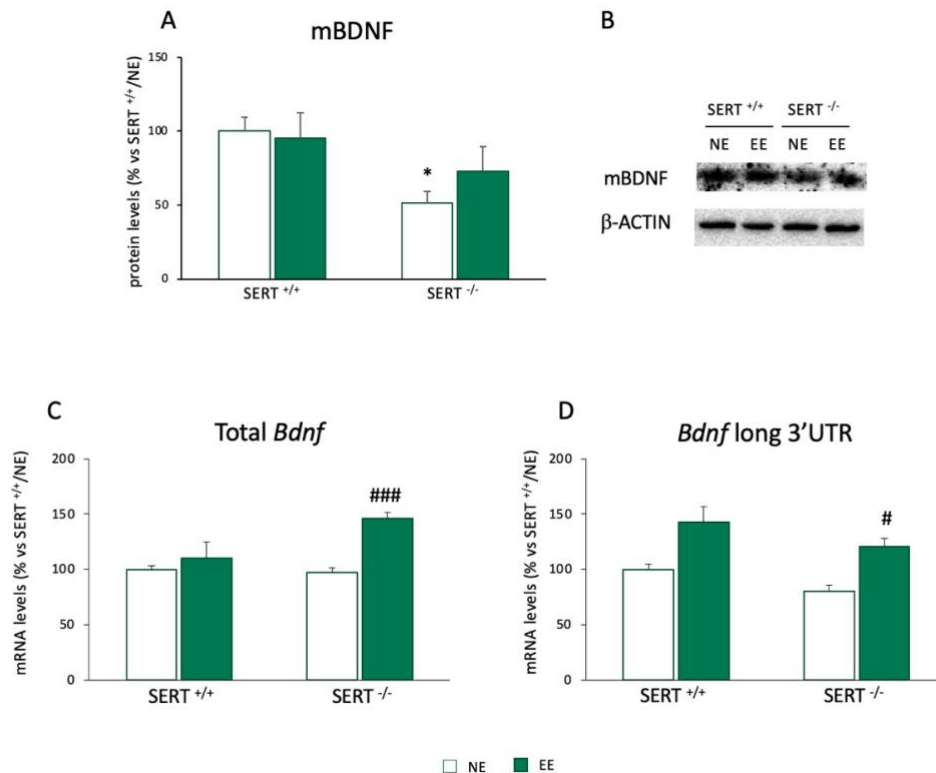 A
mBDNF
protein levels (% vs SERT +/+/NE)
150
100
50
0
*
SERT +/+
SERT -/-
B
SERT +/+ SERT -/-
NE EE NE EE
mBDNF
β-ACTIN
C
Total Bdnf
mRNA levels (% vs SERT +/+/NE)
200
150
100
50
0
###
SERT +/+
SERT -/-
D
Bdnf long 3'UTR
mRNA levels (% vs SERT +/+/NE)
200
150
100
50
0
#
SERT +/+
SERT -/-
NE EE